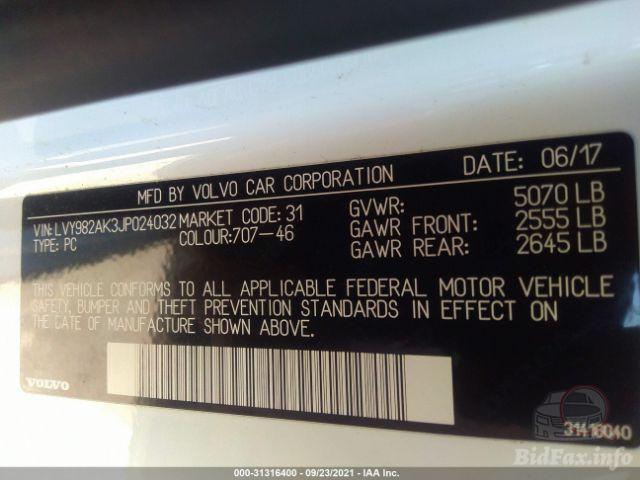 MFD BY VOLVO CAR CORPORATION DATE: 06/17
VIN:LVY982AK3JP024032 MARKET CODE: 31 GVWR: 5070 LB
TYPE: PC COLOUR:707-46 GAWR FRONT: 2555 LB
GAWR REAR: 2645 LB
THIS VEHICLE CONFORMS TO ALL APPLICABLE FEDERAL MOTOR VEHICLE
SAFETY, BUMPER AND THEFT PREVENTION STANDARDS IN EFFECT ON
THE DATE OF MANUFACTURE SHOWN ABOVE.
VOLVO
31416040
000-31316400 - 09/23/2021 - IAA Inc.
BidFax.info